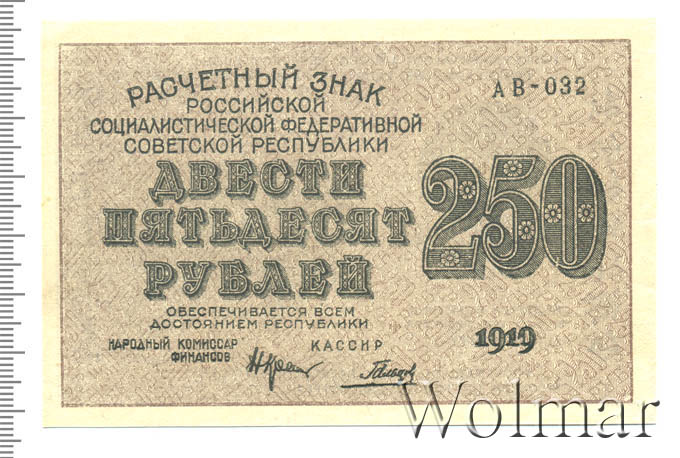 РАСЧЕТНЫЙ ЗНАК
РОССИЙСКОЙ
СОЦИАЛИСТИЧЕСКОЙ ФЕДЕРАТИВНОЙ
СОВЕТСКОЙ РЕСПУБЛИКИ
ДВЕСТИ
ПЯТЬДЕСЯТ
РУБЛЕЙ
ОБЕСПЕЧИВАЕТСЯ ВСЕМ
ДОСТОЯНИЕМ РЕСПУБЛИКИ
НАРОДНЫЙ КОМИССАР
ФИНАНСОВ
КАССИР
АВ-032
250
1919
Wolmar